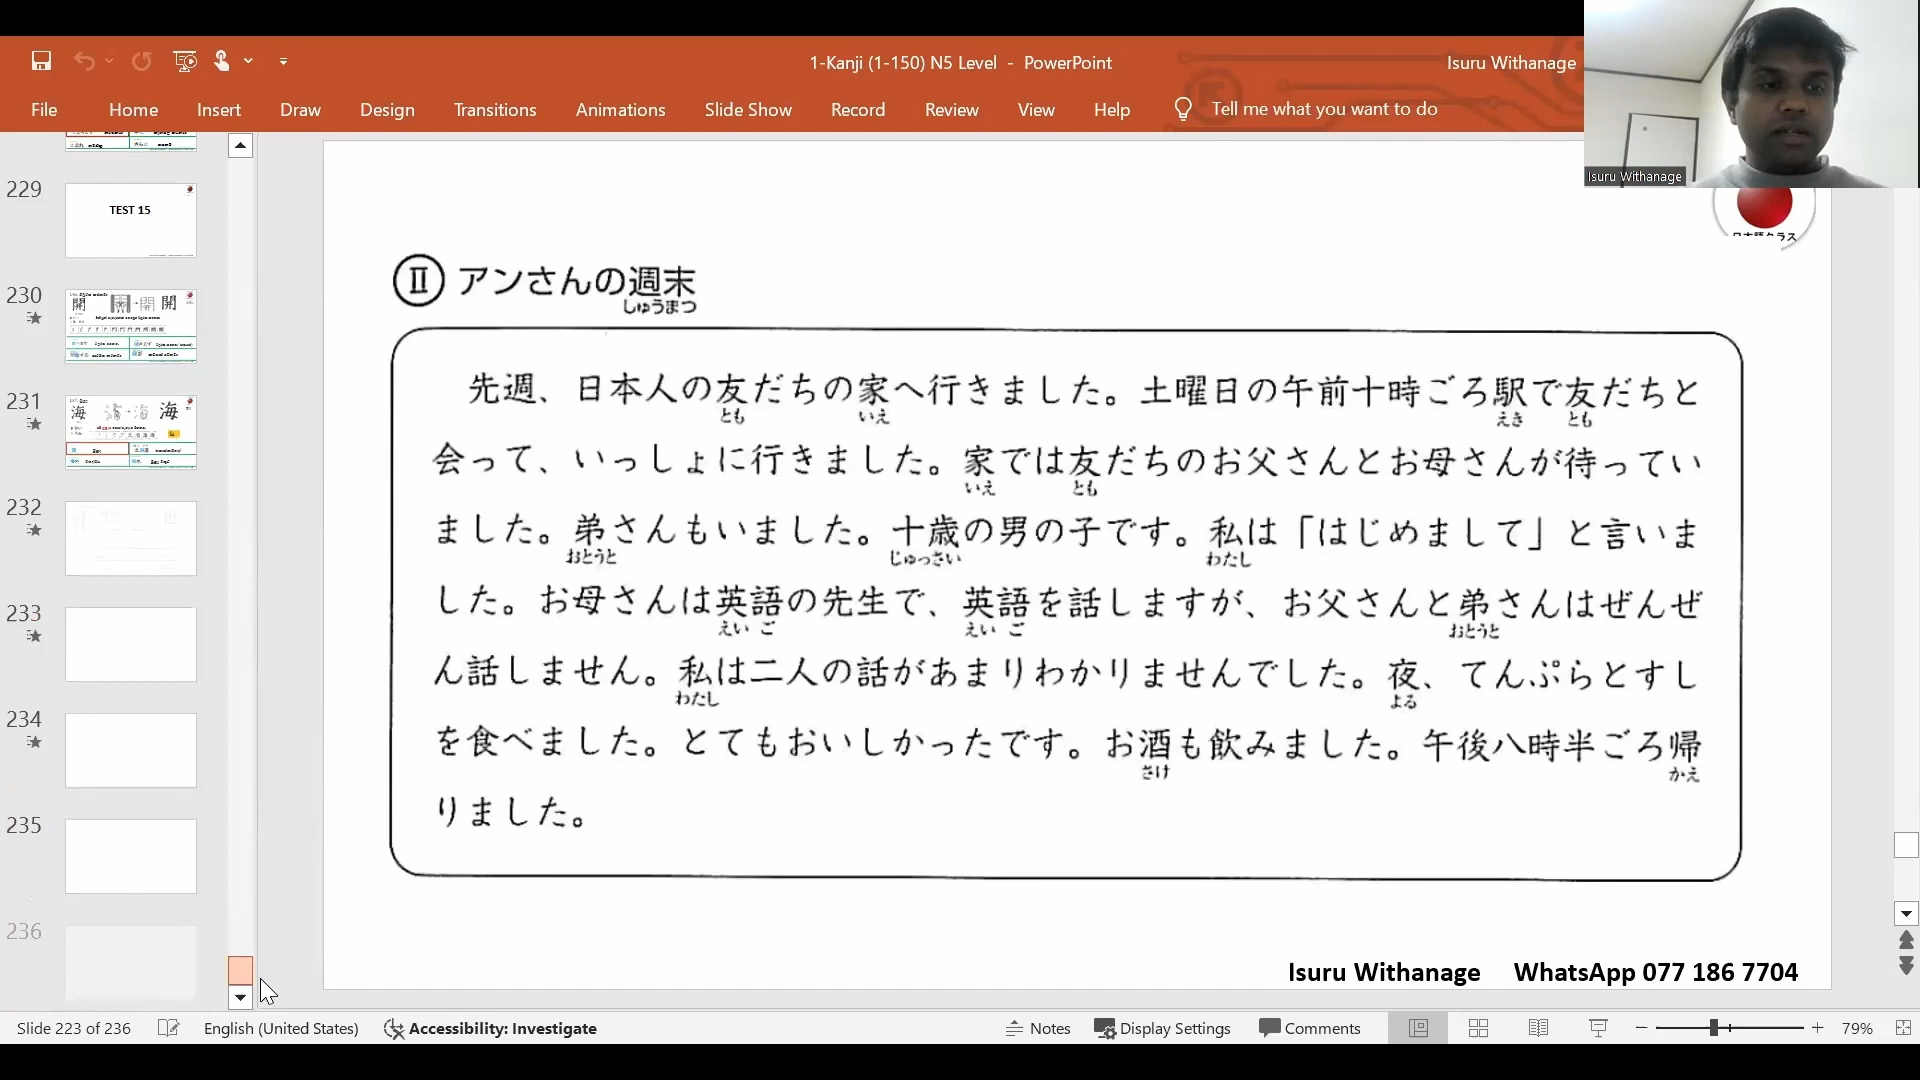 1-Kanji (1-150) N5 Level - PowerPoint
Isuru Withanage
File Home Insert Draw Design Transitions Animations Slide Show Record Review View Help Tell me what you want to do
Isuru Withanage
日本語クラス
229
TEST 15
230
開 開
231
海 海
232
233
234
235
236
Ⅱ アンさんの週末
しゅうまつ
先週、日本人の友だちの家へ行きました。土曜日の午前十時ごろ駅で友だちと
とも いえ えき とも
会って、いっしょに行きました。家では友だちのお父さんとお母さんが待ってい
いえ とも
ました。弟さんもいました。十歳の男の子です。私は「はじめまして」と言いま
おとうと じゅっさい わたし
した。お母さんは英語の先生で、英語を話しますが、お父さんと弟さんはぜんぜ
えい ご えい ご おとうと
ん話しません。私は二人の話があまりわかりませんでした。夜、てんぷらとすし
わたし よる
を食べました。とてもおいしかったです。お酒も飲みました。午後八時半ごろ帰
さけ かえ
りました。
Isuru Withanage WhatsApp 077 186 7704
Slide 223 of 236 English (United States) Accessibility: Investigate Notes Display Settings Comments 79%